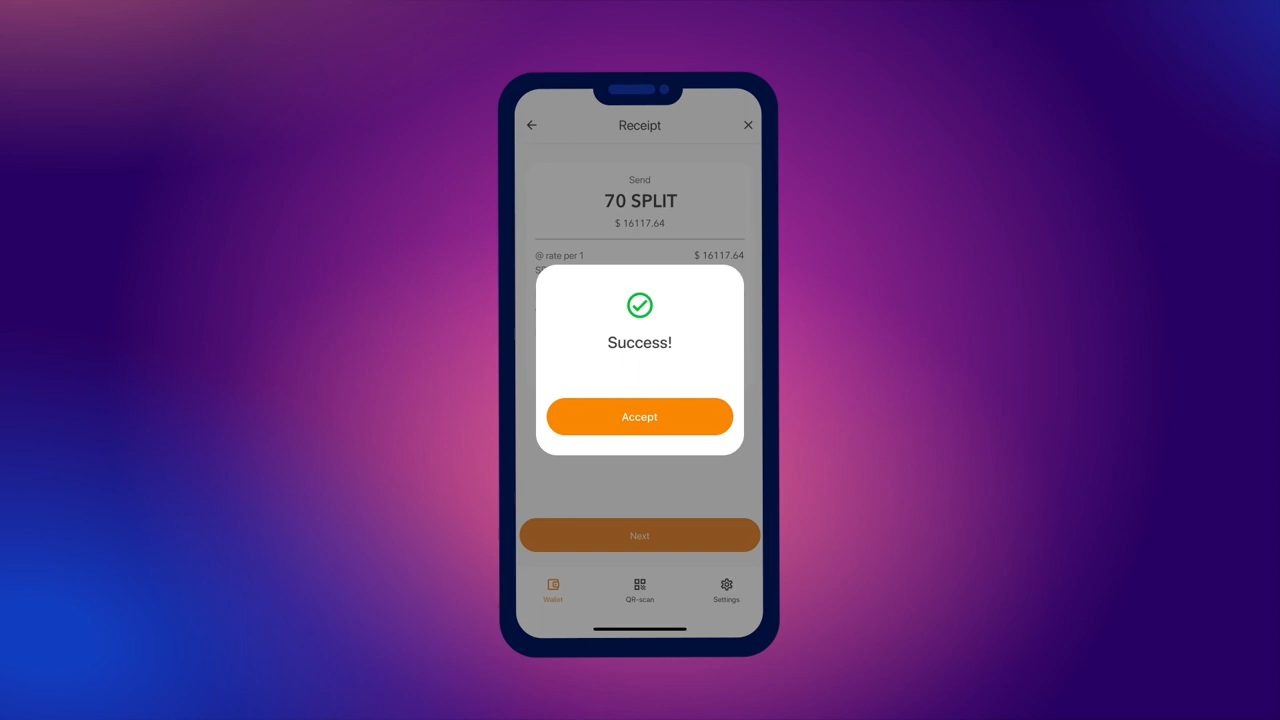 Receipt
Send
70 SPLIT
$ 16117.64
@ rate per 1 $ 16117.64
Success!
Accept
Next
Wallet QR-scan Settings